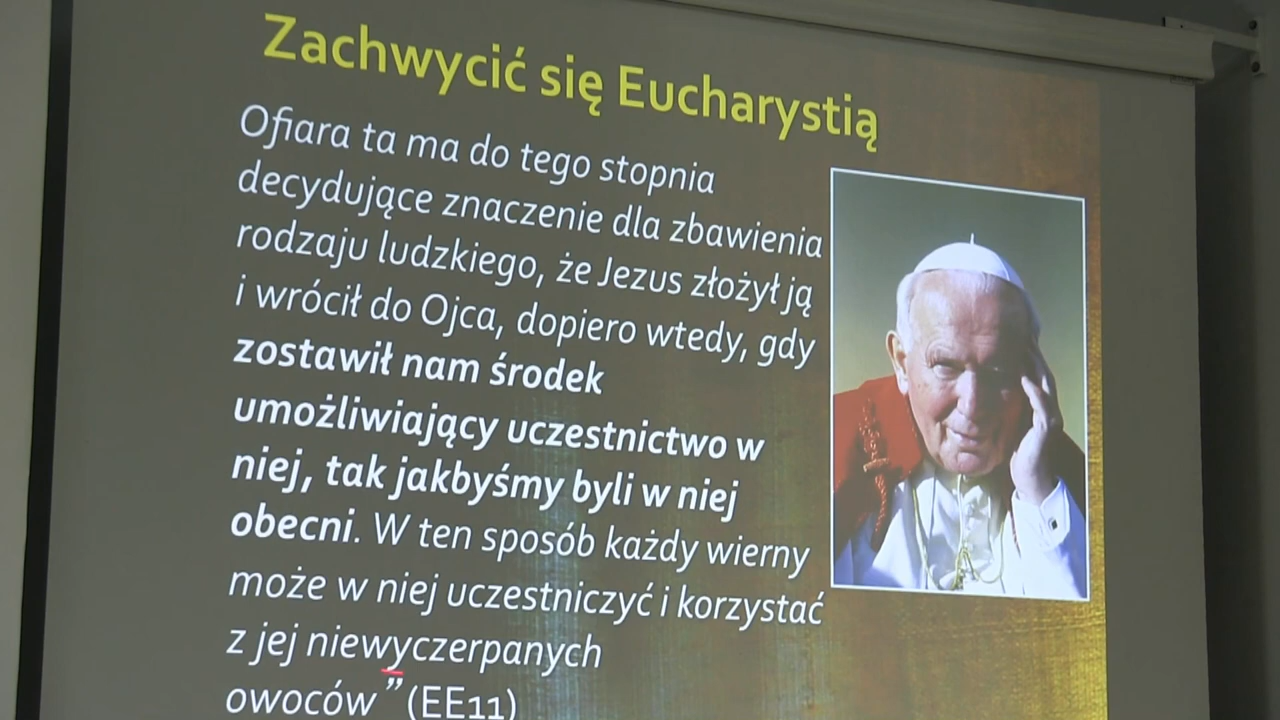 Zachwycić się Eucharystią
Ofiara ta ma do tego stopnia
decydujące znaczenie dla zbawienia
rodzaju ludzkiego, że Jezus złożył ją
i wrócił do Ojca, dopiero wtedy, gdy
zostawił nam środek
umożliwiający uczestnictwo w
niej, tak jakbyśmy byli w niej
obecni. W ten sposób każdy wierny
może w niej uczestniczyć i korzystać
z jej niewyczerpanych
owoców ” (EE11)